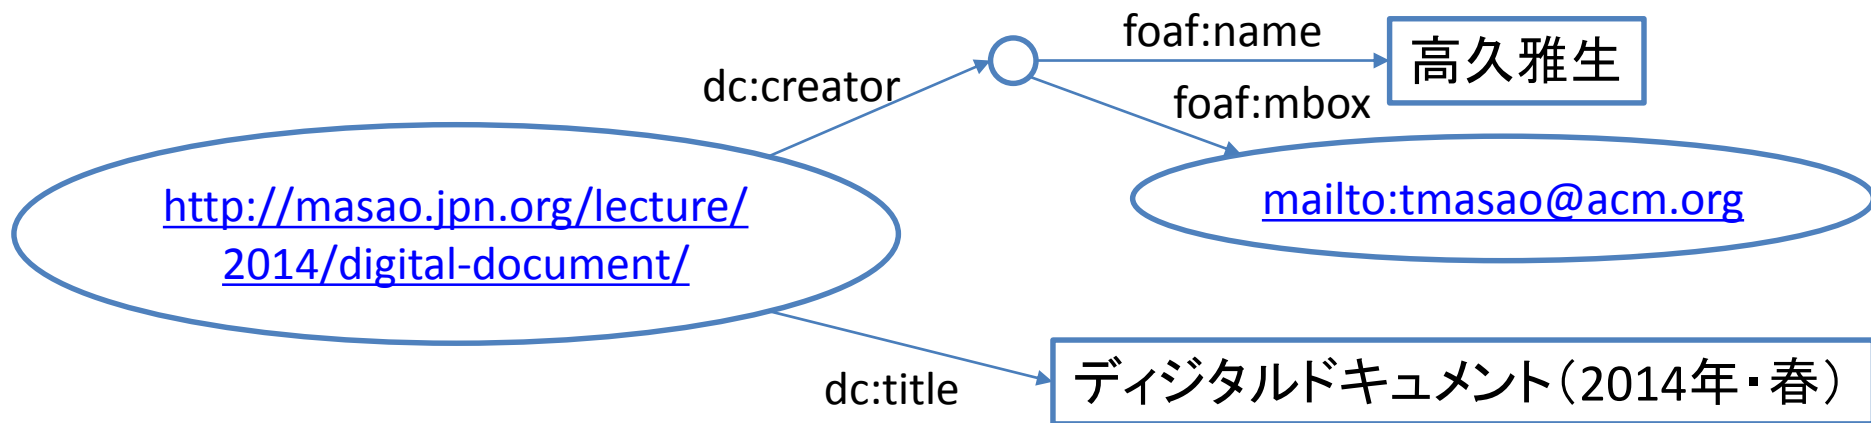 foaf:name
高久雅生
dc:creator
foaf:mbox
http://masao.jpn.org/lecture/
2014/digital-document/
mailto:tmasao@acm.org
dc:title
ディジタルドキュメント（2014年・春）